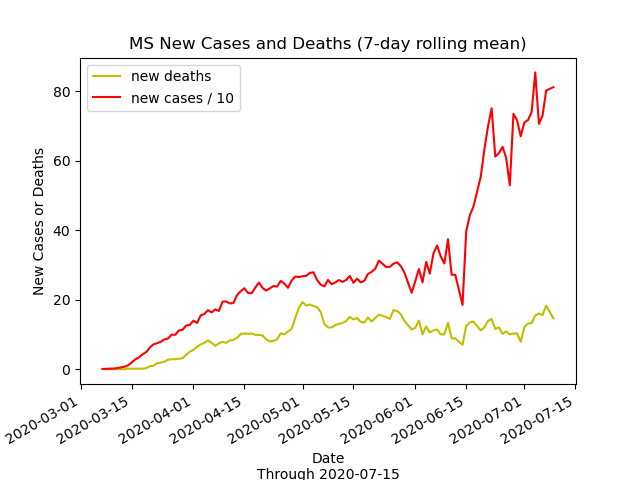 MS New Cases and Deaths (7-day rolling mean)
new deaths
new cases / 10
80
60
40
20
0
New Cases or Deaths
2020-03-01
2020-03-15
2020-04-01
2020-04-15
2020-05-01
2020-05-15
2020-06-01
2020-06-15
2020-07-01
2020-07-15
Date
Through 2020-07-15